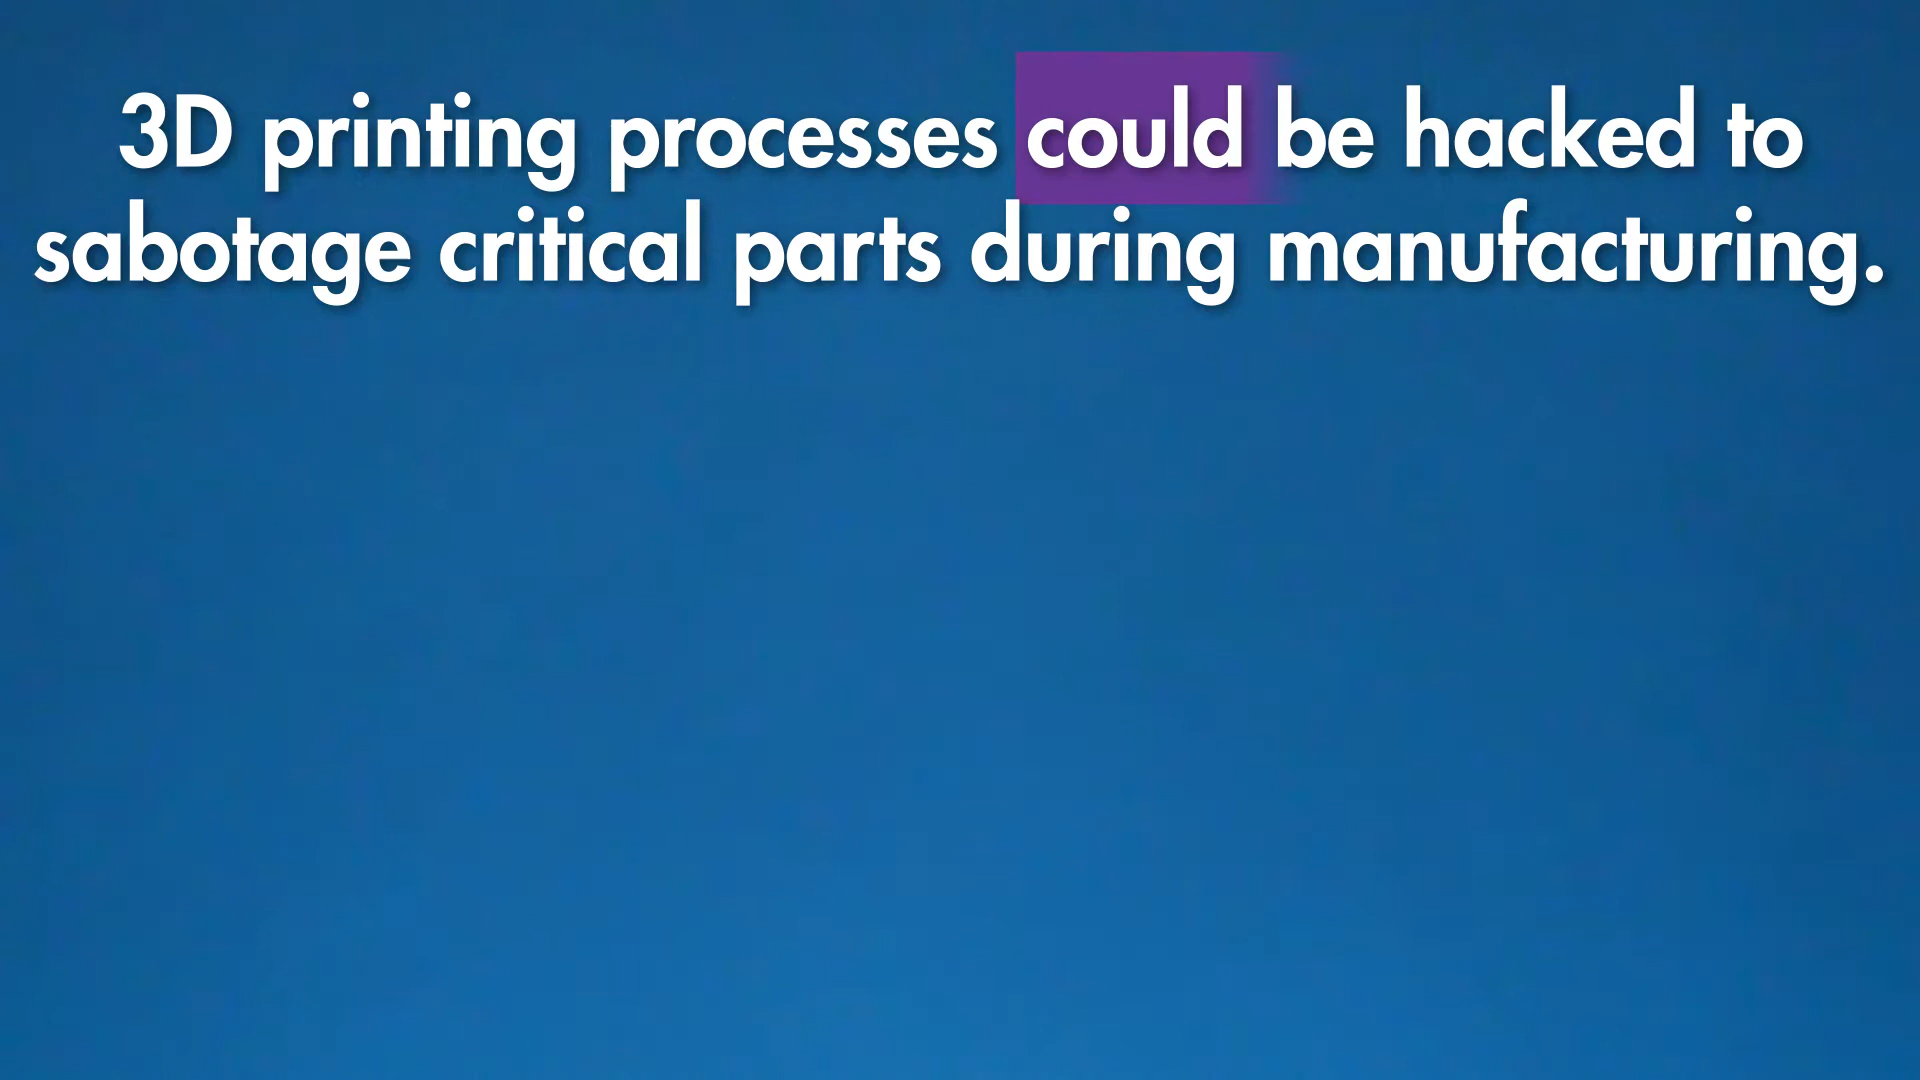 3D printing processes could be hacked to
sabotage critical parts during manufacturing.